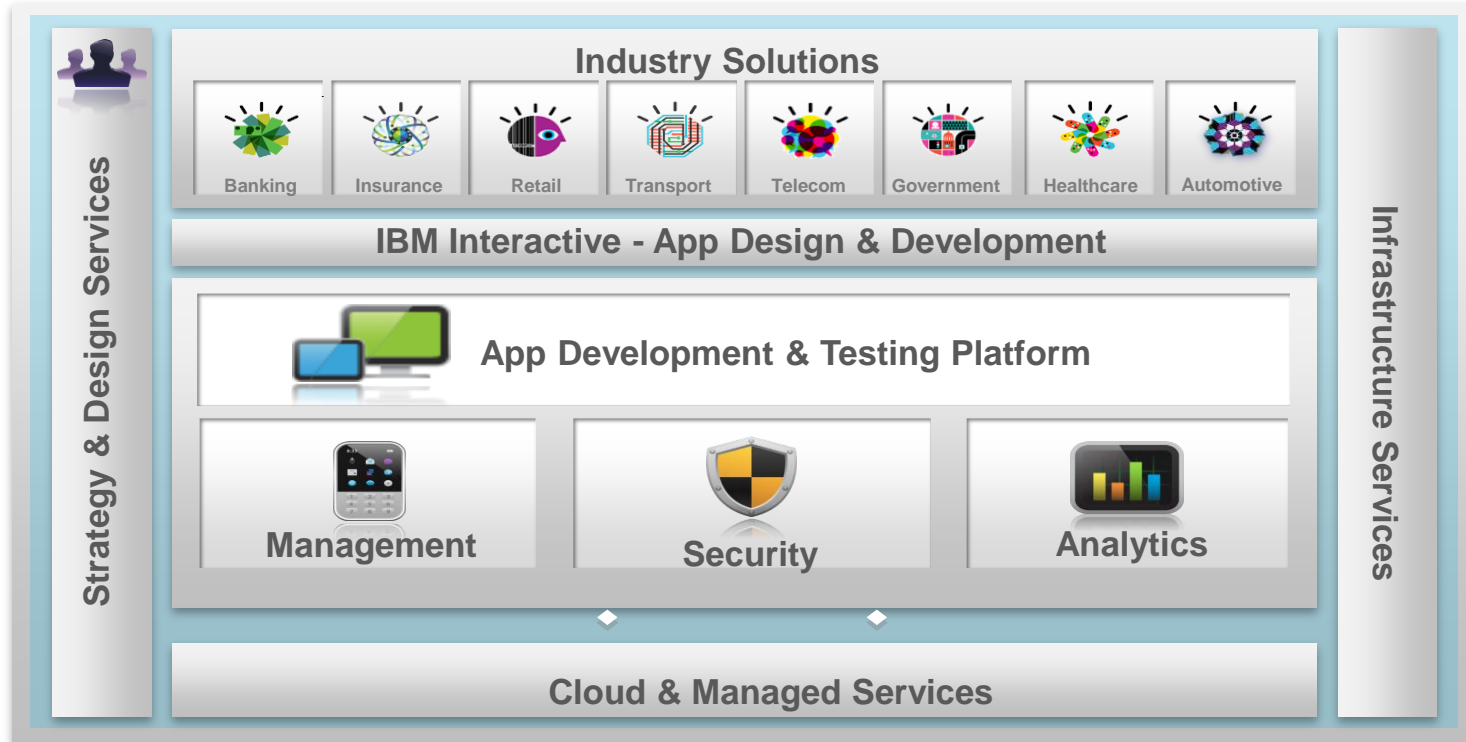 Strategy & Design Services
Industry Solutions
Banking
Insurance
Retail
Transport
Telecom
Government
Healthcare
Automotive
IBM Interactive - App Design & Development
App Development & Testing Platform
Management
Security
Analytics
Cloud & Managed Services
Infrastructure Services